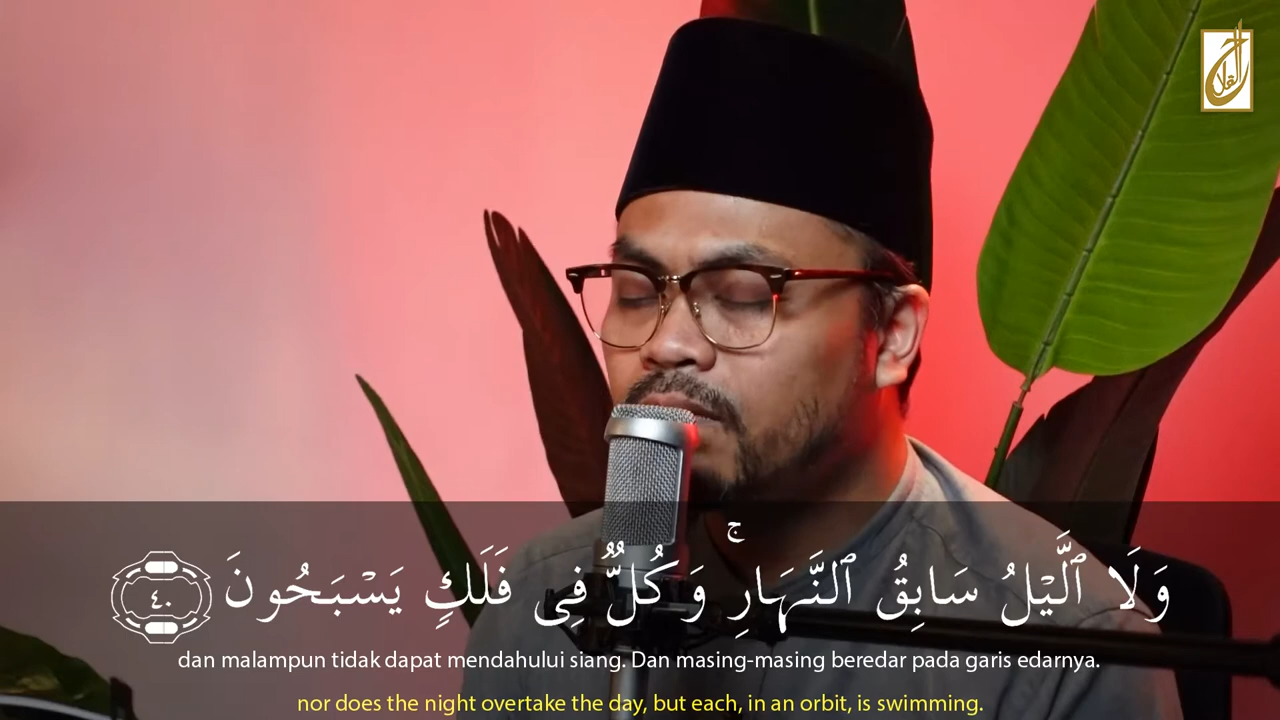 العلاج
وَلَا ٱلَّيْلُ سَابِقُ ٱلنَّهَارِ ۚ وَكُلٌّ فِى فَلَكٍ يَسْبَحُونَ ٤٠
dan malampun tidak dapat mendahului siang. Dan masing-masing beredar pada garis edarnya.
nor does the night overtake the day, but each, in an orbit, is swimming.